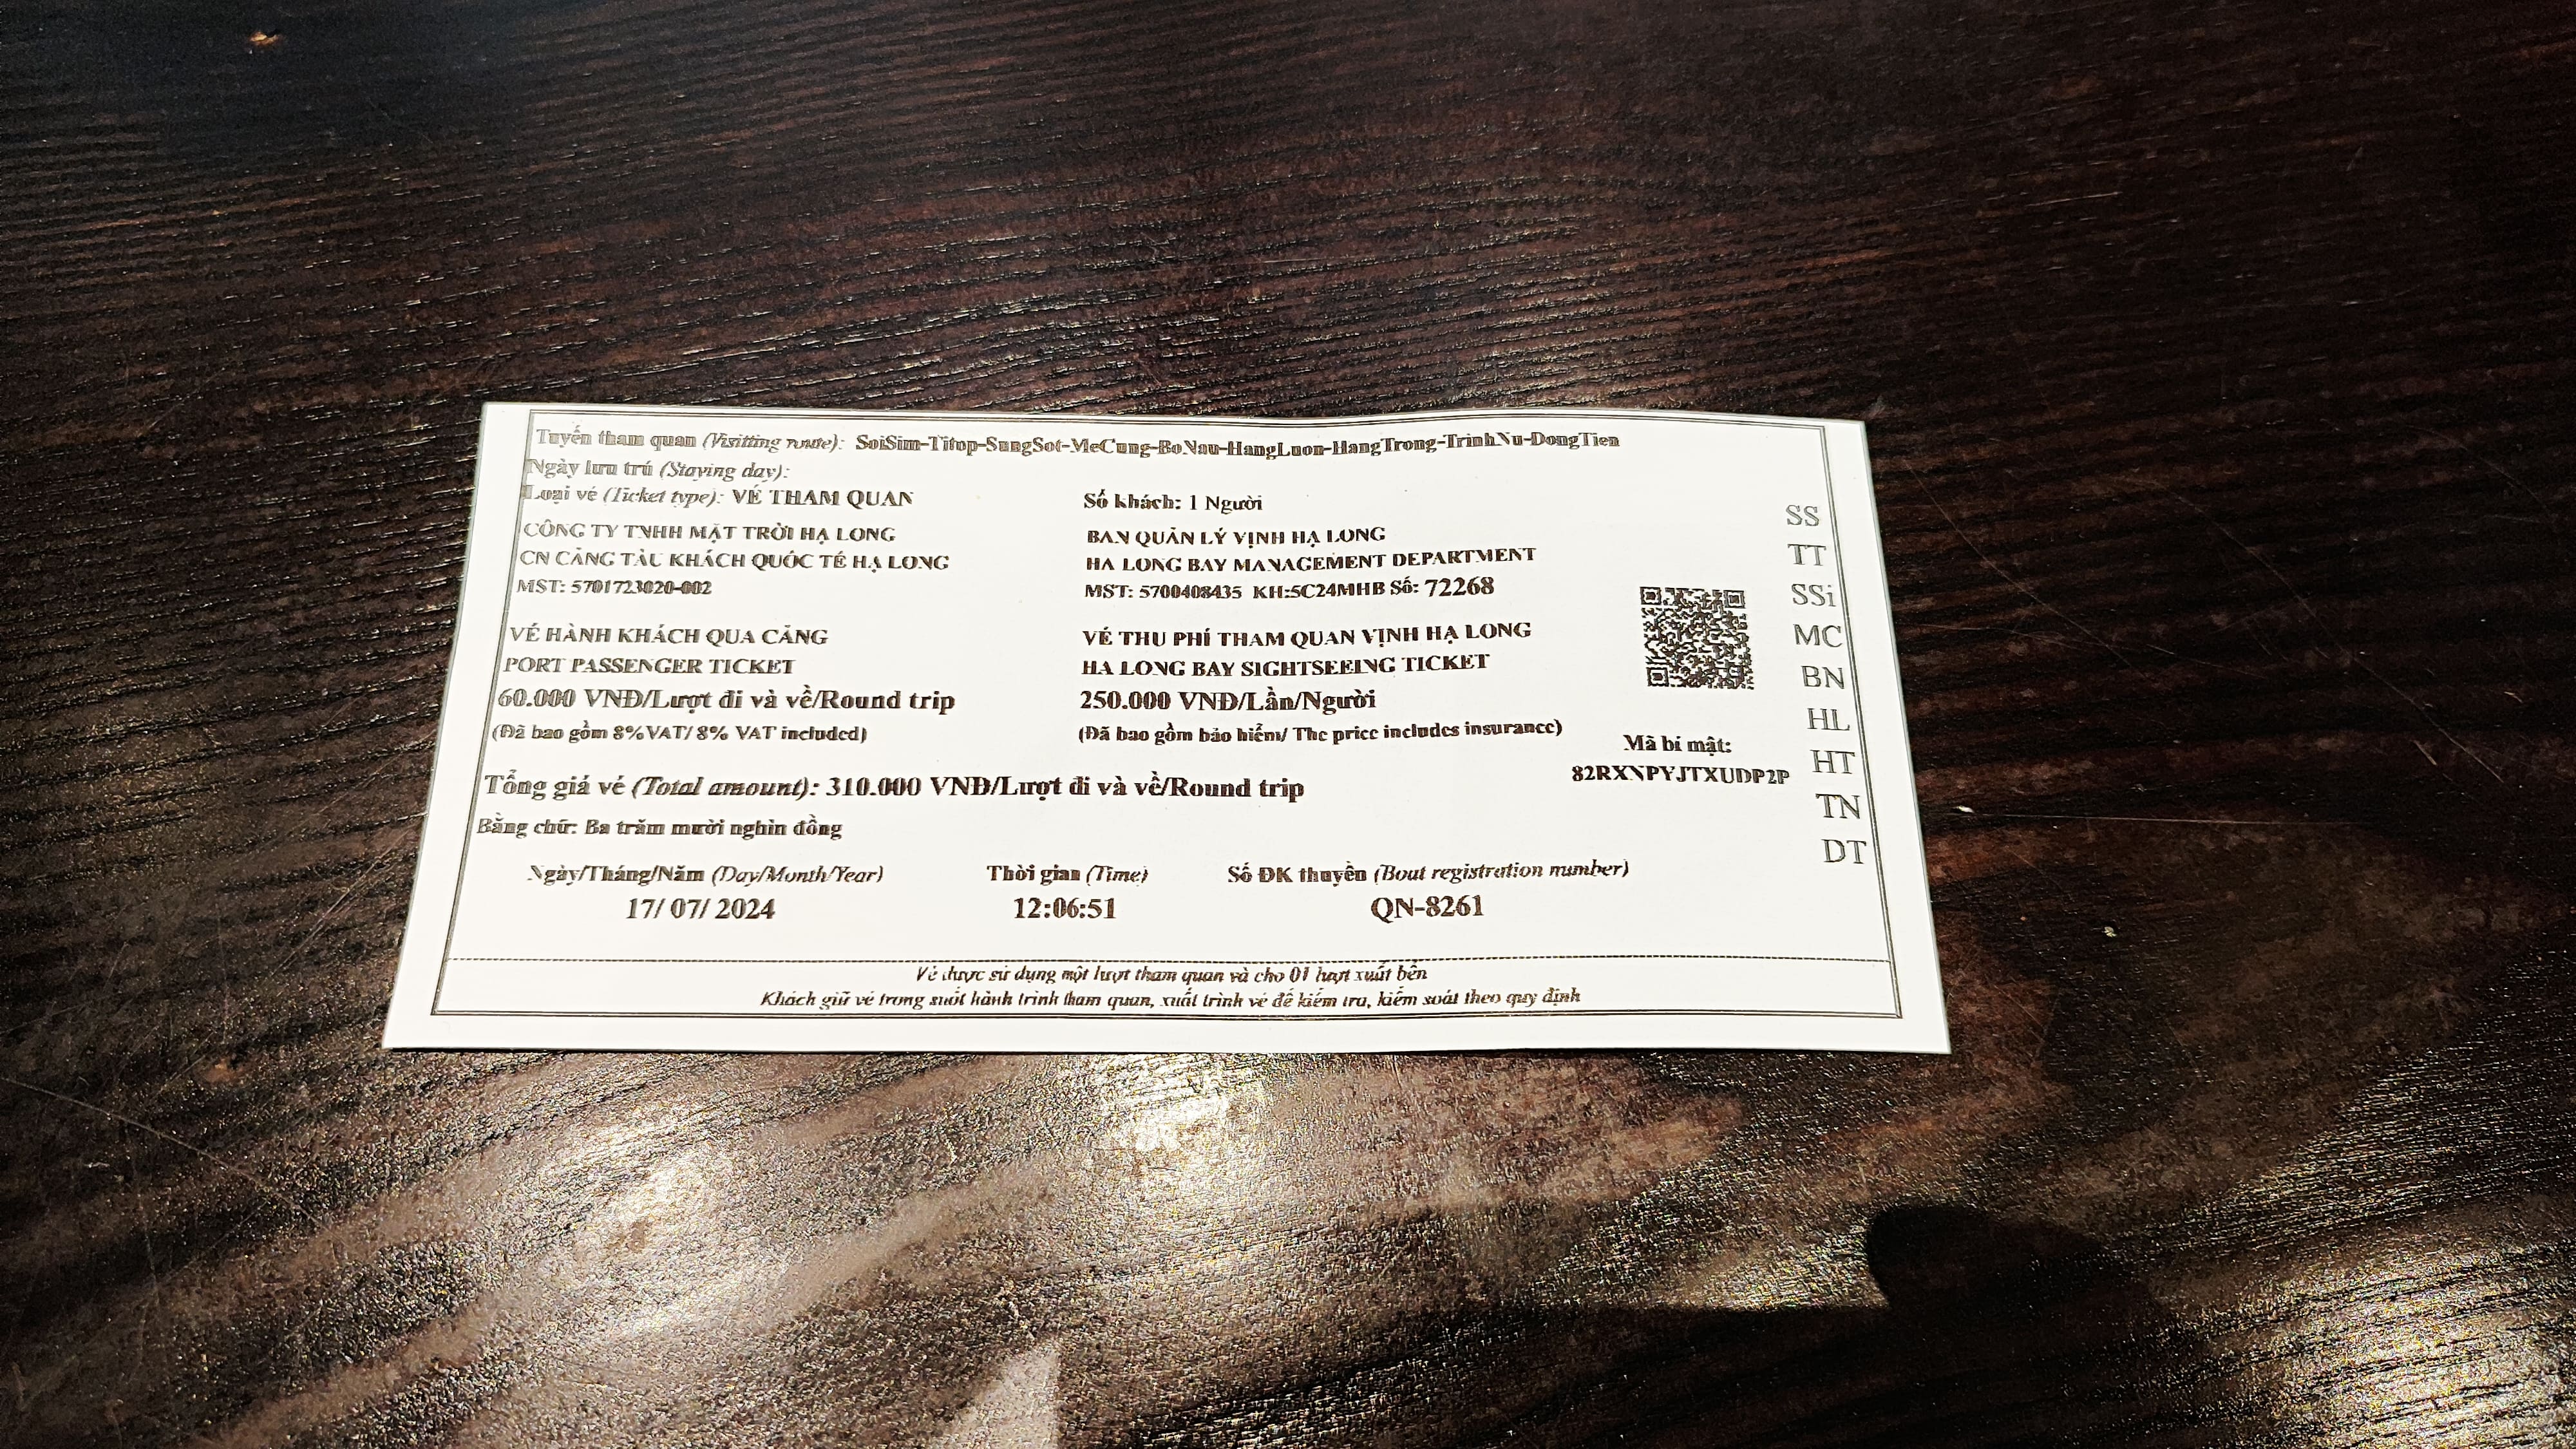 Tuyến tham quan (Visitting route): SoiSim-Titop-SungSot-MeCung-BoNau-HangLuon-HangTrong-TrinhNu-DongTien
Ngày lưu trú (Staying day):
Loại vé (Ticket type): VÉ THAM QUAN
Số khách: 1 Người
CÔNG TY TNHH MẶT TRỜI HẠ LONG
CN CẢNG TÀU KHÁCH QUỐC TẾ HẠ LONG
MST: 5701723020-002
VÉ HÀNH KHÁCH QUA CẢNG
PORT PASSENGER TICKET
60.000 VNĐ/Lượt đi và về/Round trip
(Đã bao gồm 8%VAT/ 8% VAT included)
BAN QUẢN LÝ VỊNH HẠ LONG
HA LONG BAY MANAGEMENT DEPARTMENT
MST: 5700408435 KH:5C24MHB Số: 72268
VÉ THU PHÍ THAM QUAN VỊNH HẠ LONG
HA LONG BAY SIGHTSEEING TICKET
250.000 VNĐ/Lần/Người
(Đã bao gồm bảo hiểm/ The price includes insurance)
Mã bí mật:
82RXNPYJTXUDP2P
SS
TT
SSi
MC
BN
HL
HT
TN
DT
Tổng giá vé (Total amount): 310.000 VNĐ/Lượt đi và về/Round trip
Bằng chữ: Ba trăm mười nghìn đồng
Ngày/Tháng/Năm (Day/Month/Year)
17/ 07/ 2024
Thời gian (Time)
12:06:51
Số ĐK thuyền (Bout registration number)
QN-8261
Vé được sử dụng một lượt tham quan và cho 01 lượt xuất bến
Khách giữ vé trong suốt hành trình tham quan, xuất trình vé để kiểm tra, kiểm soát theo quy định